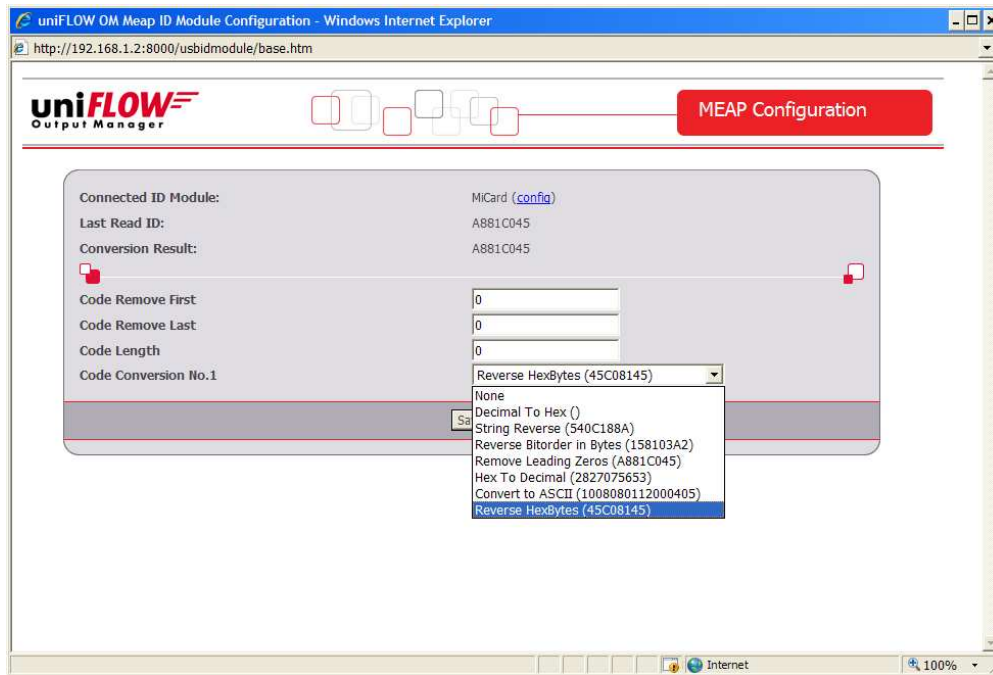 uniFLOW OM Meap ID Module Configuration - Windows Internet Explorer
http://192.168.1.2:8000/usbidmodule/base.htm
uniFLOW
Output Manager
MEAP Configuration
Connected ID Module: MiCard (config)
Last Read ID: A881C045
Conversion Result: A881C045
Code Remove First 0
Code Remove Last 0
Code Length 0
Code Conversion No.1 Reverse HexBytes (45C08145)
None
Decimal To Hex ()
Sa String Reverse (540C188A)
Reverse Bitorder in Bytes (158103A2)
Remove Leading Zeros (A881C045)
Hex To Decimal (2827075653)
Convert to ASCII (1008080112000405)
Reverse HexBytes (45C08145)
Internet 100%